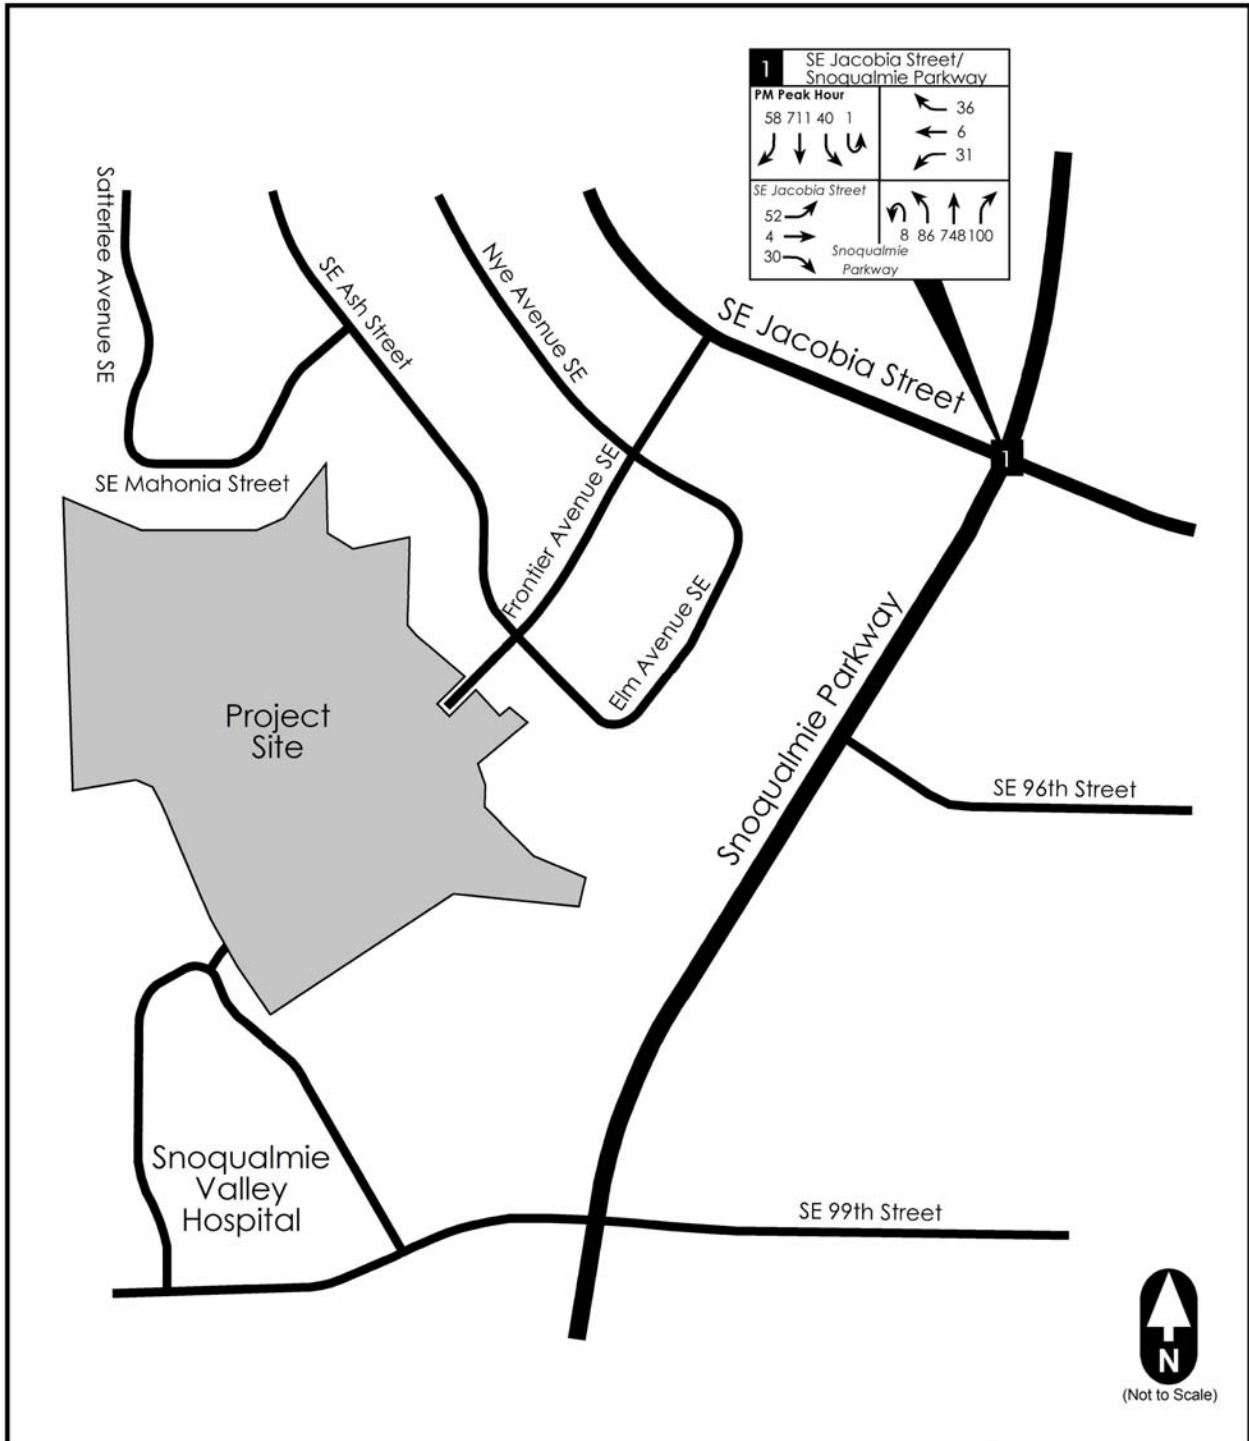 1
SE Jacobia Street/
Snoqualmie Parkway
PM Peak Hour
58 711 40 1
36
6
31
SE Jacobia Street
52
4
30
8 86 748 100
Snoqualmie
Parkway
Satterlee Avenue SE
SE Ash Street
Nye Avenue SE
SE Jacobia Street
1
SE Mahonia Street
Frontier Avenue SE
Elm Avenue SE
Snoqualmie Parkway
Project
Site
SE 96th Street
Snoqualmie
Valley
Hospital
SE 99th Street
N
(Not to Scale)